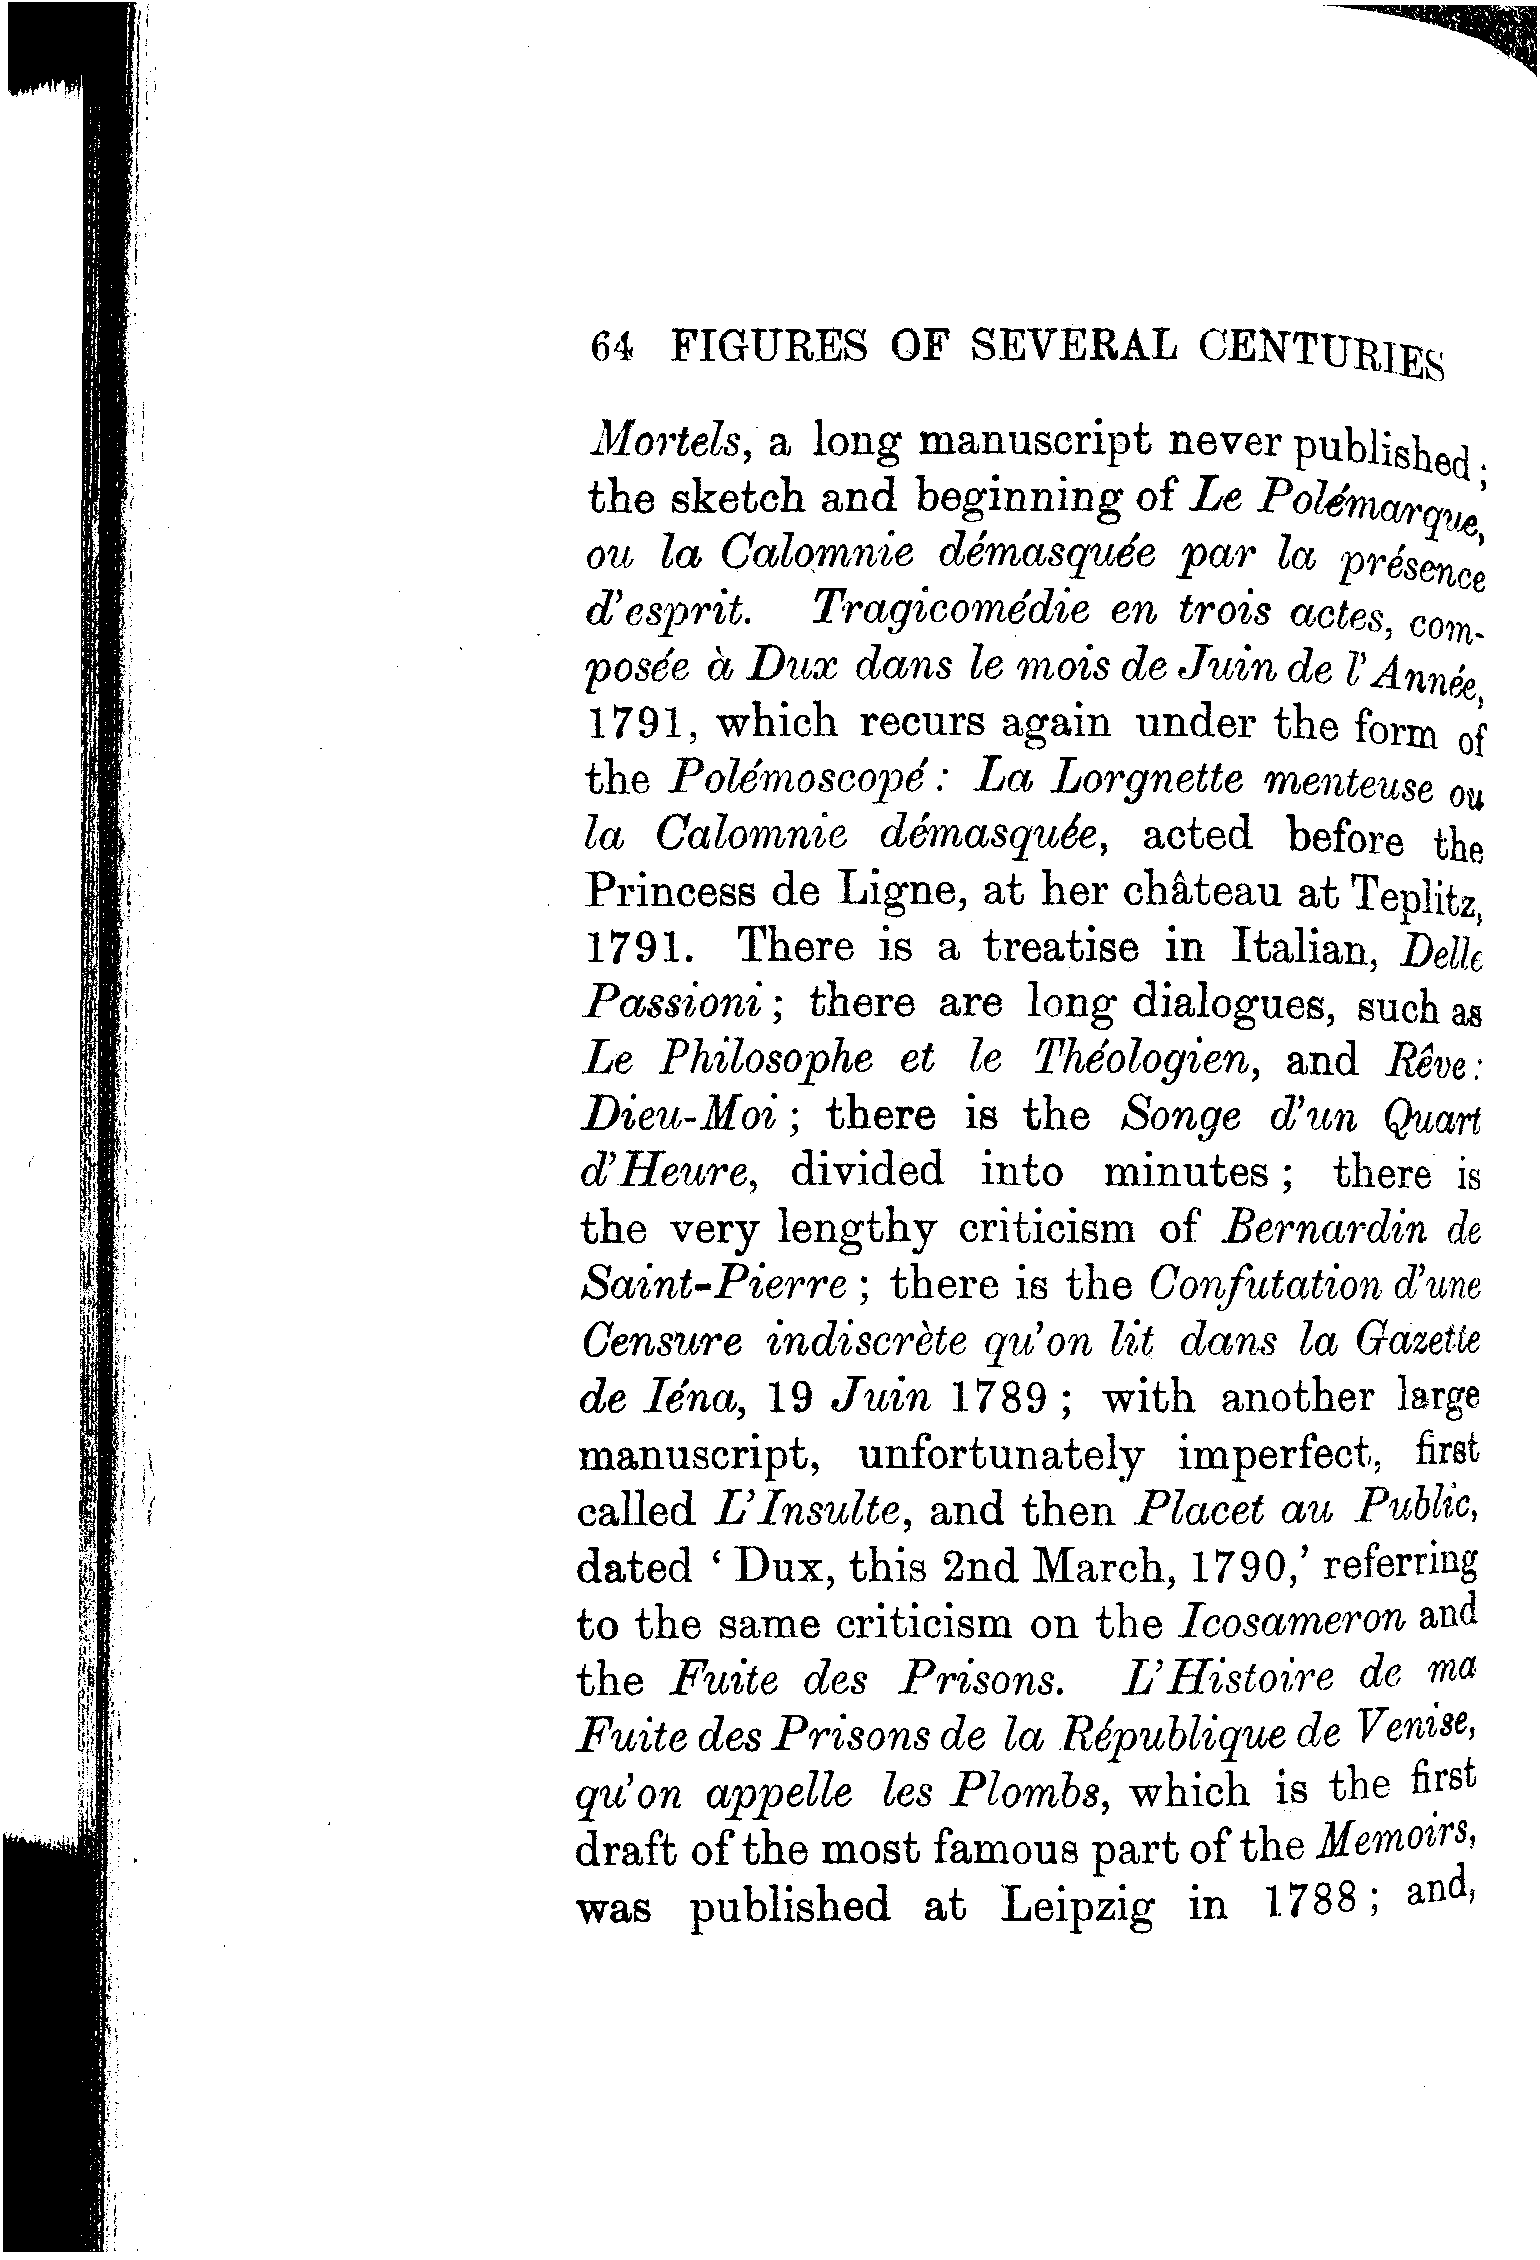 64 FIGURES OF SEVERAL CENTURIES
Mortels, a long manuscript never published;
the sketch and beginning of Le Polémarque,
ou la Calomnie démasquée par la présence
d'esprit. Tragicomédie en trois actes, com-
posée à Dux dans le mois de Juin de l'Année,
1791, which recurs again under the form of
the Polémoscopé: La Lorgnette menteuse ou
la Calomnie démasquée, acted before the
Princess de Ligne, at her château at Teplitz,
1791. There is a treatise in Italian, Delle
Passioni; there are long dialogues, such as
Le Philosophe et le Théologien, and Rêve:
Dieu-Moi; there is the Songe d'un Quart
d'Heure, divided into minutes; there is
the very lengthy criticism of Bernardin de
Saint-Pierre; there is the Confutation d'une
Censure indiscrète qu'on lit dans la Gazette
de Iéna, 19 Juin 1789; with another large
manuscript, unfortunately imperfect, first
called L'Insulte, and then Placet au Public,
dated 'Dux, this 2nd March, 1790,' referring
to the same criticism on the Icosameron and
the Fuite des Prisons. L'Histoire de ma
Fuite des Prisons de la République de Venise,
qu'on appelle les Plombs, which is the first
draft of the most famous part of the Memoirs,
was published at Leipzig in 1788; and,